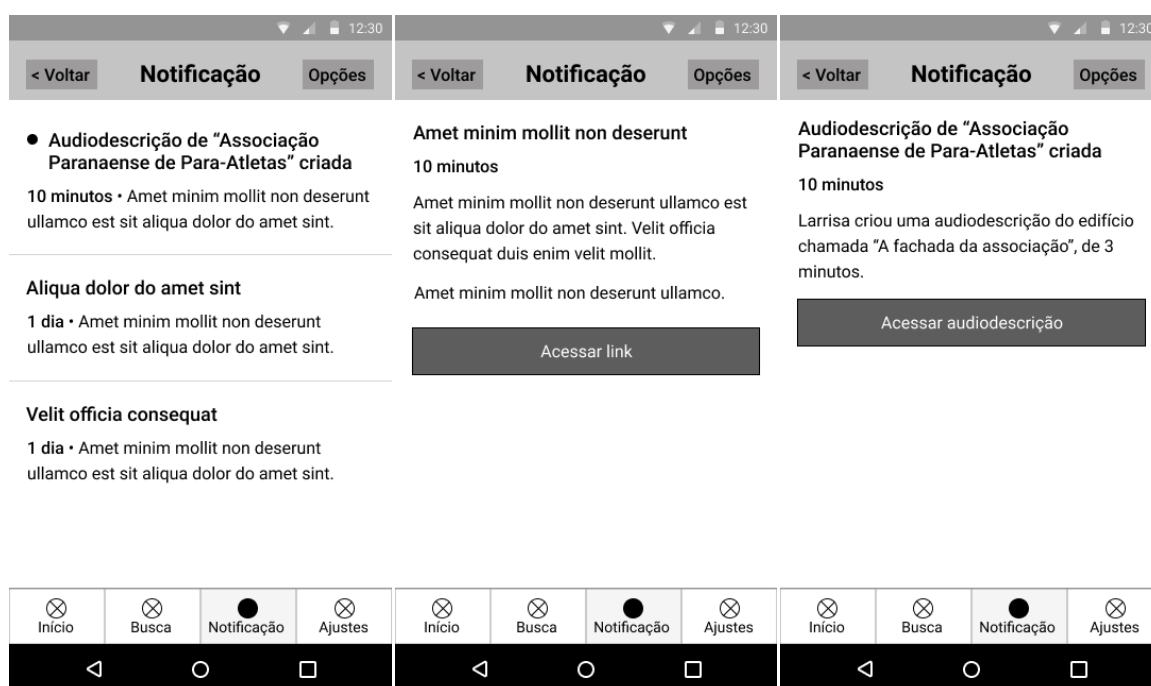 12:30
< Voltar
Notificação
Opções
● Audiodescrição de “Associação
Paranaense de Para-Atletas” criada
10 minutos • Amet minim mollit non deserunt
ullamco est sit aliqua dolor do amet sint.
Aliqua dolor do amet sint
1 dia • Amet minim mollit non deserunt
ullamco est sit aliqua dolor do amet sint.
Velit officia consequat
1 dia • Amet minim mollit non deserunt
ullamco est sit aliqua dolor do amet sint.
Início
Busca
Notificação
Ajustes
12:30
< Voltar
Notificação
Opções
Amet minim mollit non deserunt
10 minutos
Amet minim mollit non deserunt ullamco est
sit aliqua dolor do amet sint. Velit officia
consequat duis enim velit mollit.
Amet minim mollit non deserunt ullamco.
Acessar link
Início
Busca
Notificação
Ajustes
12:30
< Voltar
Notificação
Opções
Audiodescrição de “Associação
Paranaense de Para-Atletas” criada
10 minutos
Larrisa criou uma audiodescrição do edifício
chamada “A fachada da associação”, de 3
minutos.
Acessar audiodescrição
Início
Busca
Notificação
Ajustes